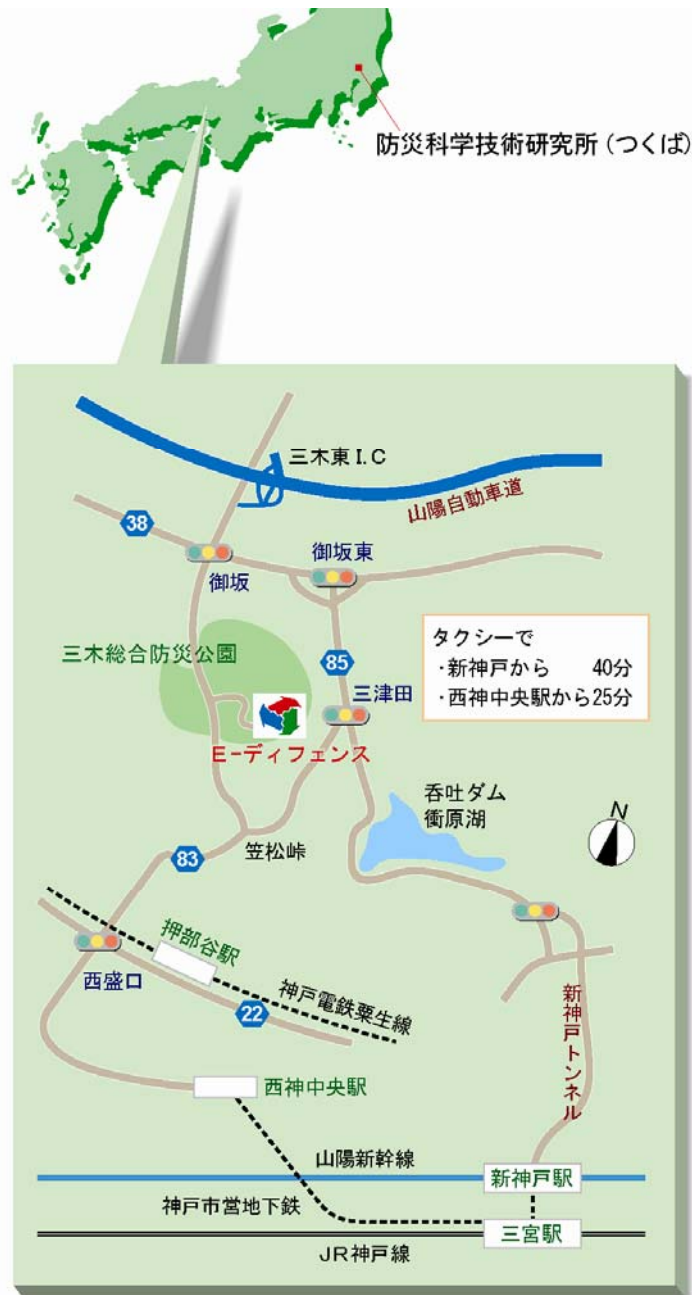 防災科学技術研究所（つくば）
三木東I.C
山陽自動車道
38
御坂東
御坂
三木総合防災公園
85
タクシーで
・新神戸から　　40分
・西神中央駅から25分
三津田
E-ディフェンス
呑吐ダム
衝原湖
N
笠松峠
83
押部谷駅
西盛口
神戸電鉄粟生線
22
新神戸トンネル
西神中央駅
山陽新幹線
新神戸駅
神戸市営地下鉄
三宮駅
JR神戸線